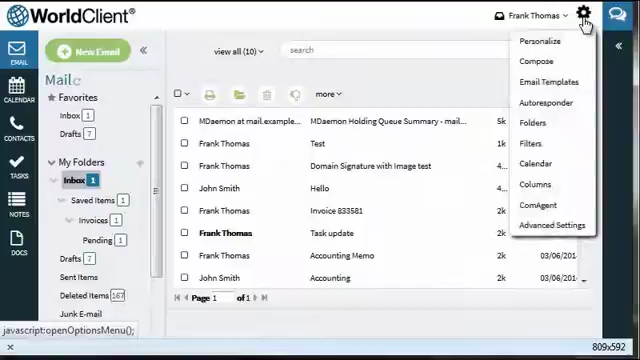 WorldClient®
Frank Thomas
EMAIL
CALENDAR
CONTACTS
TASKS
NOTES
DOCS
New Email
Mail
Favorites
Inbox 1
Drafts 7
My Folders
Inbox 1
Saved Items 1
Invoices 1
Pending 1
Drafts 7
Sent Items
Deleted Items 167
Junk E-mail
view all (10)
search
more
MDaemon at mail.example... MDaemon Holding Queue Summary - mail... 5k
Frank Thomas Test 1k
Frank Thomas Domain Signature with Image test 4k
John Smith Hello 4k
Frank Thomas Invoice 833581 2k
Frank Thomas Task update 2k
Frank Thomas Accounting Memo 2k 03/06/201
John Smith Accounting 2k 03/06/201
Page 1 of 1
Personalize
Compose
Email Templates
Autoresponder
Folders
Filters
Calendar
Columns
ComAgent
Advanced Settings
javascript:openOptionsMenu();
809x592